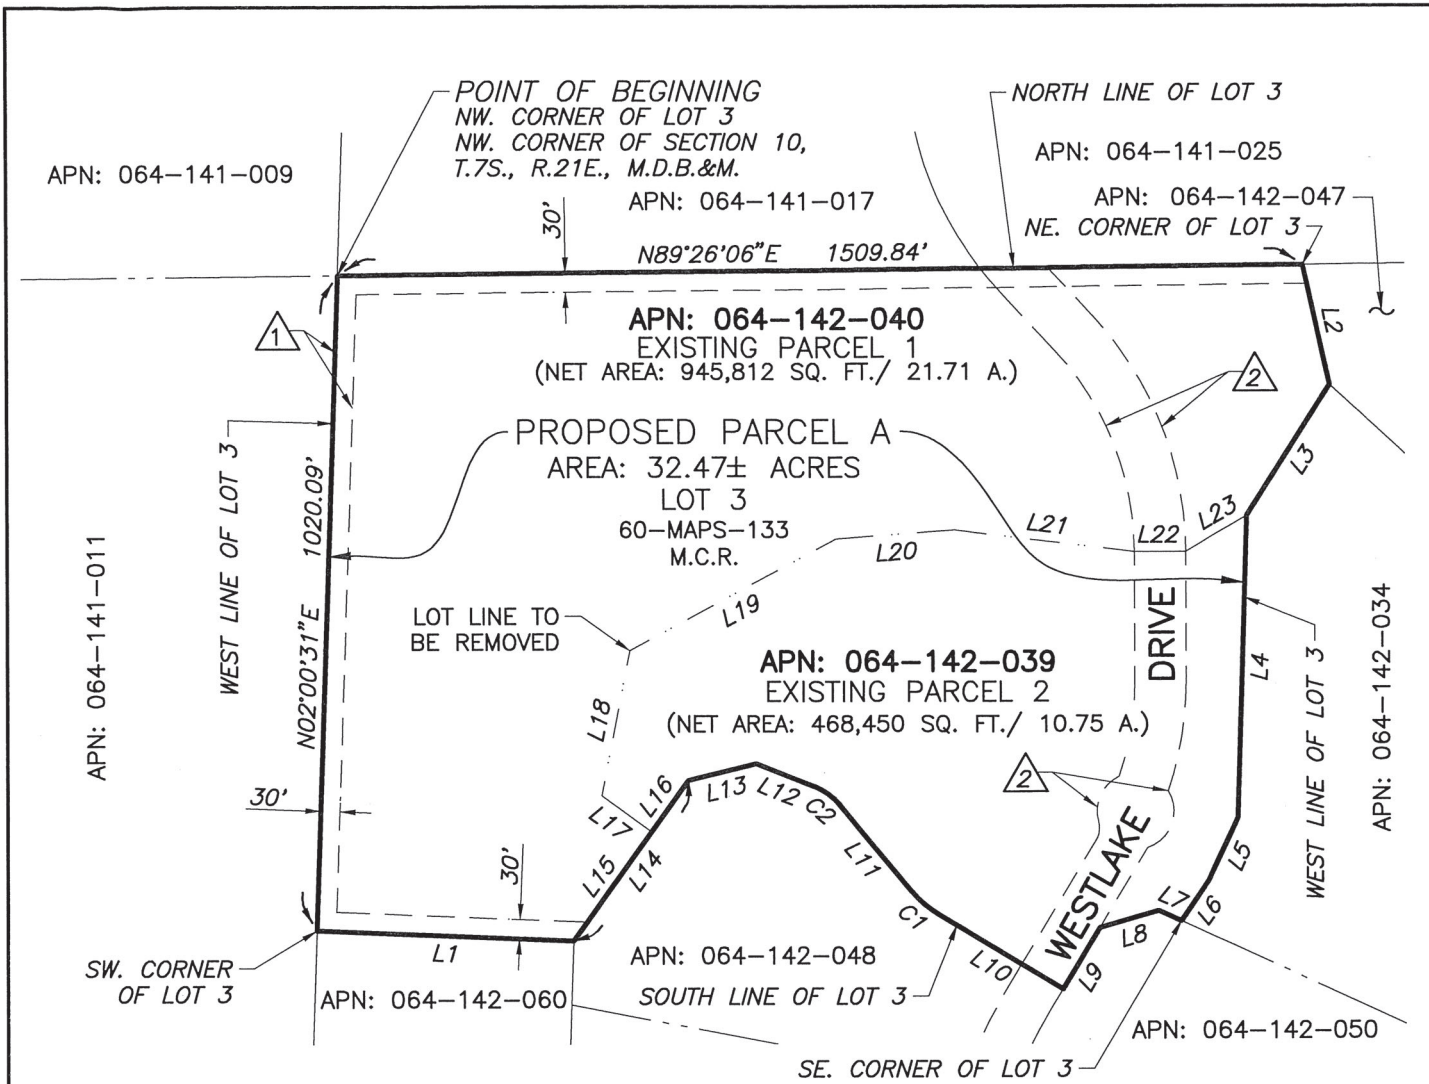 POINT OF BEGINNING
NW. CORNER OF LOT 3
NW. CORNER OF SECTION 10,
T.7S., R.21E., M.D.B.&M.
NORTH LINE OF LOT 3
APN: 064-141-009
APN: 064-141-025
APN: 064-141-017
APN: 064-142-047
NE. CORNER OF LOT 3
30'
N89°26'06"E 1509.84'
1
APN: 064-142-040
EXISTING PARCEL 1
(NET AREA: 945,812 SQ. FT./ 21.71 A.)
L2
2
PROPOSED PARCEL A
AREA: 32.47± ACRES
LOT 3
60-MAPS-133
M.C.R.
L3
WEST LINE OF LOT 3
N02°00'31"E 1020.09'
APN: 064-141-011
L20
L21
L22
L23
L19
LOT LINE TO
BE REMOVED
L18
APN: 064-142-039
EXISTING PARCEL 2
(NET AREA: 468,450 SQ. FT./ 10.75 A.)
DRIVE
L4
WEST LINE OF LOT 3
APN: 064-142-034
2
30'
L17
L16
L13
L12
C2
L11
L15
L14
30'
C1
WESTLAKE
L5
L6
L7
L8
L9
L10
L1
SW. CORNER
OF LOT 3
APN: 064-142-060
APN: 064-142-048
SOUTH LINE OF LOT 3
APN: 064-142-050
SE. CORNER OF LOT 3